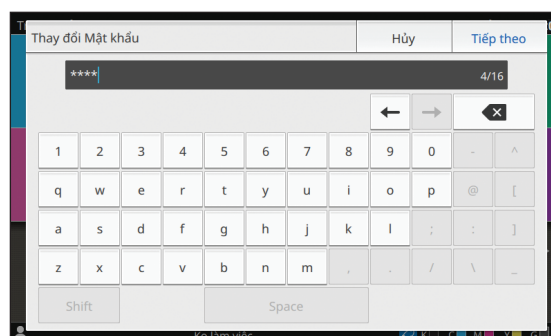 Thay đổi Mật khẩu Hủy Tiếp theo
**** 4/16
← →
1 2 3 4 5 6 7 8 9 0 - ^
q w e r t y u i o p @ [
a s d f g h j k l ; : ]
z x c v b n m , . / \ _
Shift Space
K C M Y